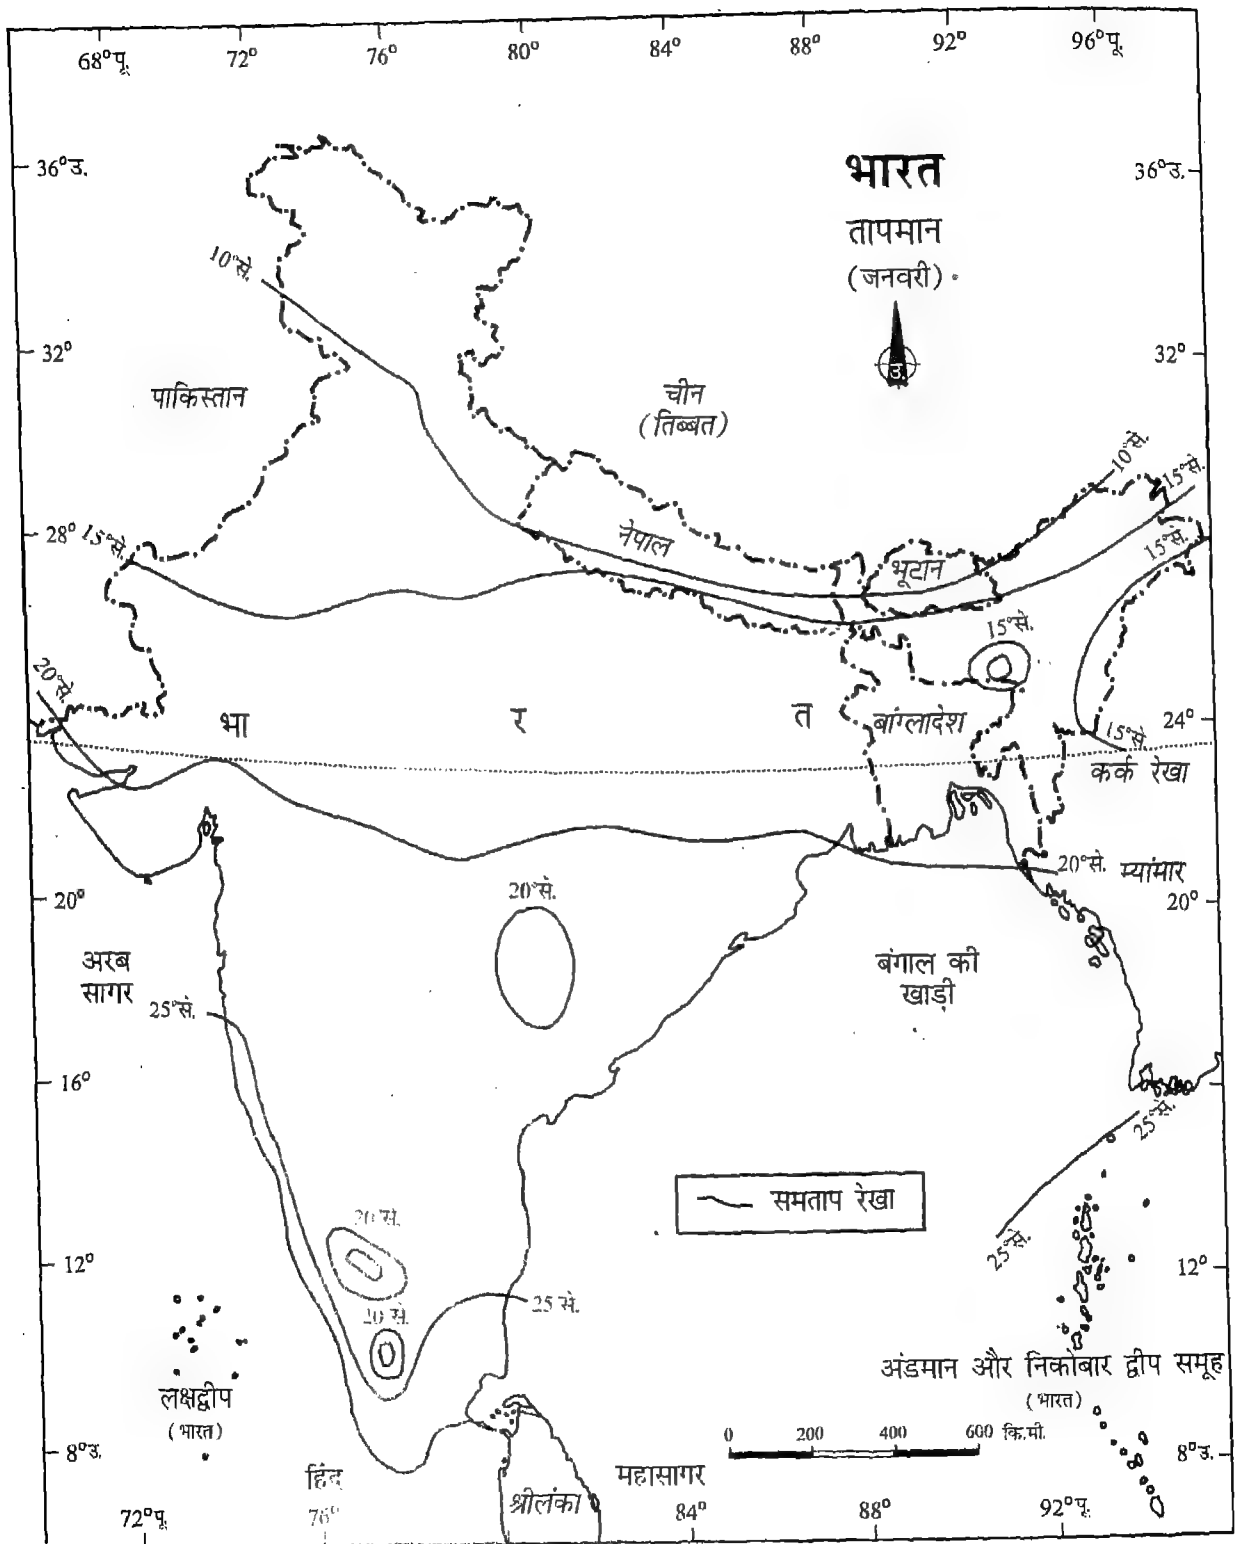 68°पू. 72° 76° 80° 84° 88° 92° 96°पू.
36°उ. 36°उ.
भारत
तापमान
(जनवरी)
उ.
10°से.
32° 32°
पाकिस्तान
चीन
(तिब्बत)
10°से.
15°से.
28° 15°से.
नेपाल
भूटान
15°से.
15°से.
20°से.
भा र त
बांग्लादेश
24°
15°से.
कर्क रेखा
20°से. म्यांमार
20° 20°
20°से.
अरब
सागर
बंगाल की
खाड़ी
25°से.
16°
25°से.
समताप रेखा
20°से.
25°से.
12° 12°
20 से.
25 से.
अंडमान और निकोबार द्वीप समूह
(भारत)
लक्षद्वीप
(भारत)
0 200 400 600 कि.मी.
8°उ. 8°उ.
हिंद महासागर
श्रीलंका
72°पू. 76° 84° 88° 92°पू.